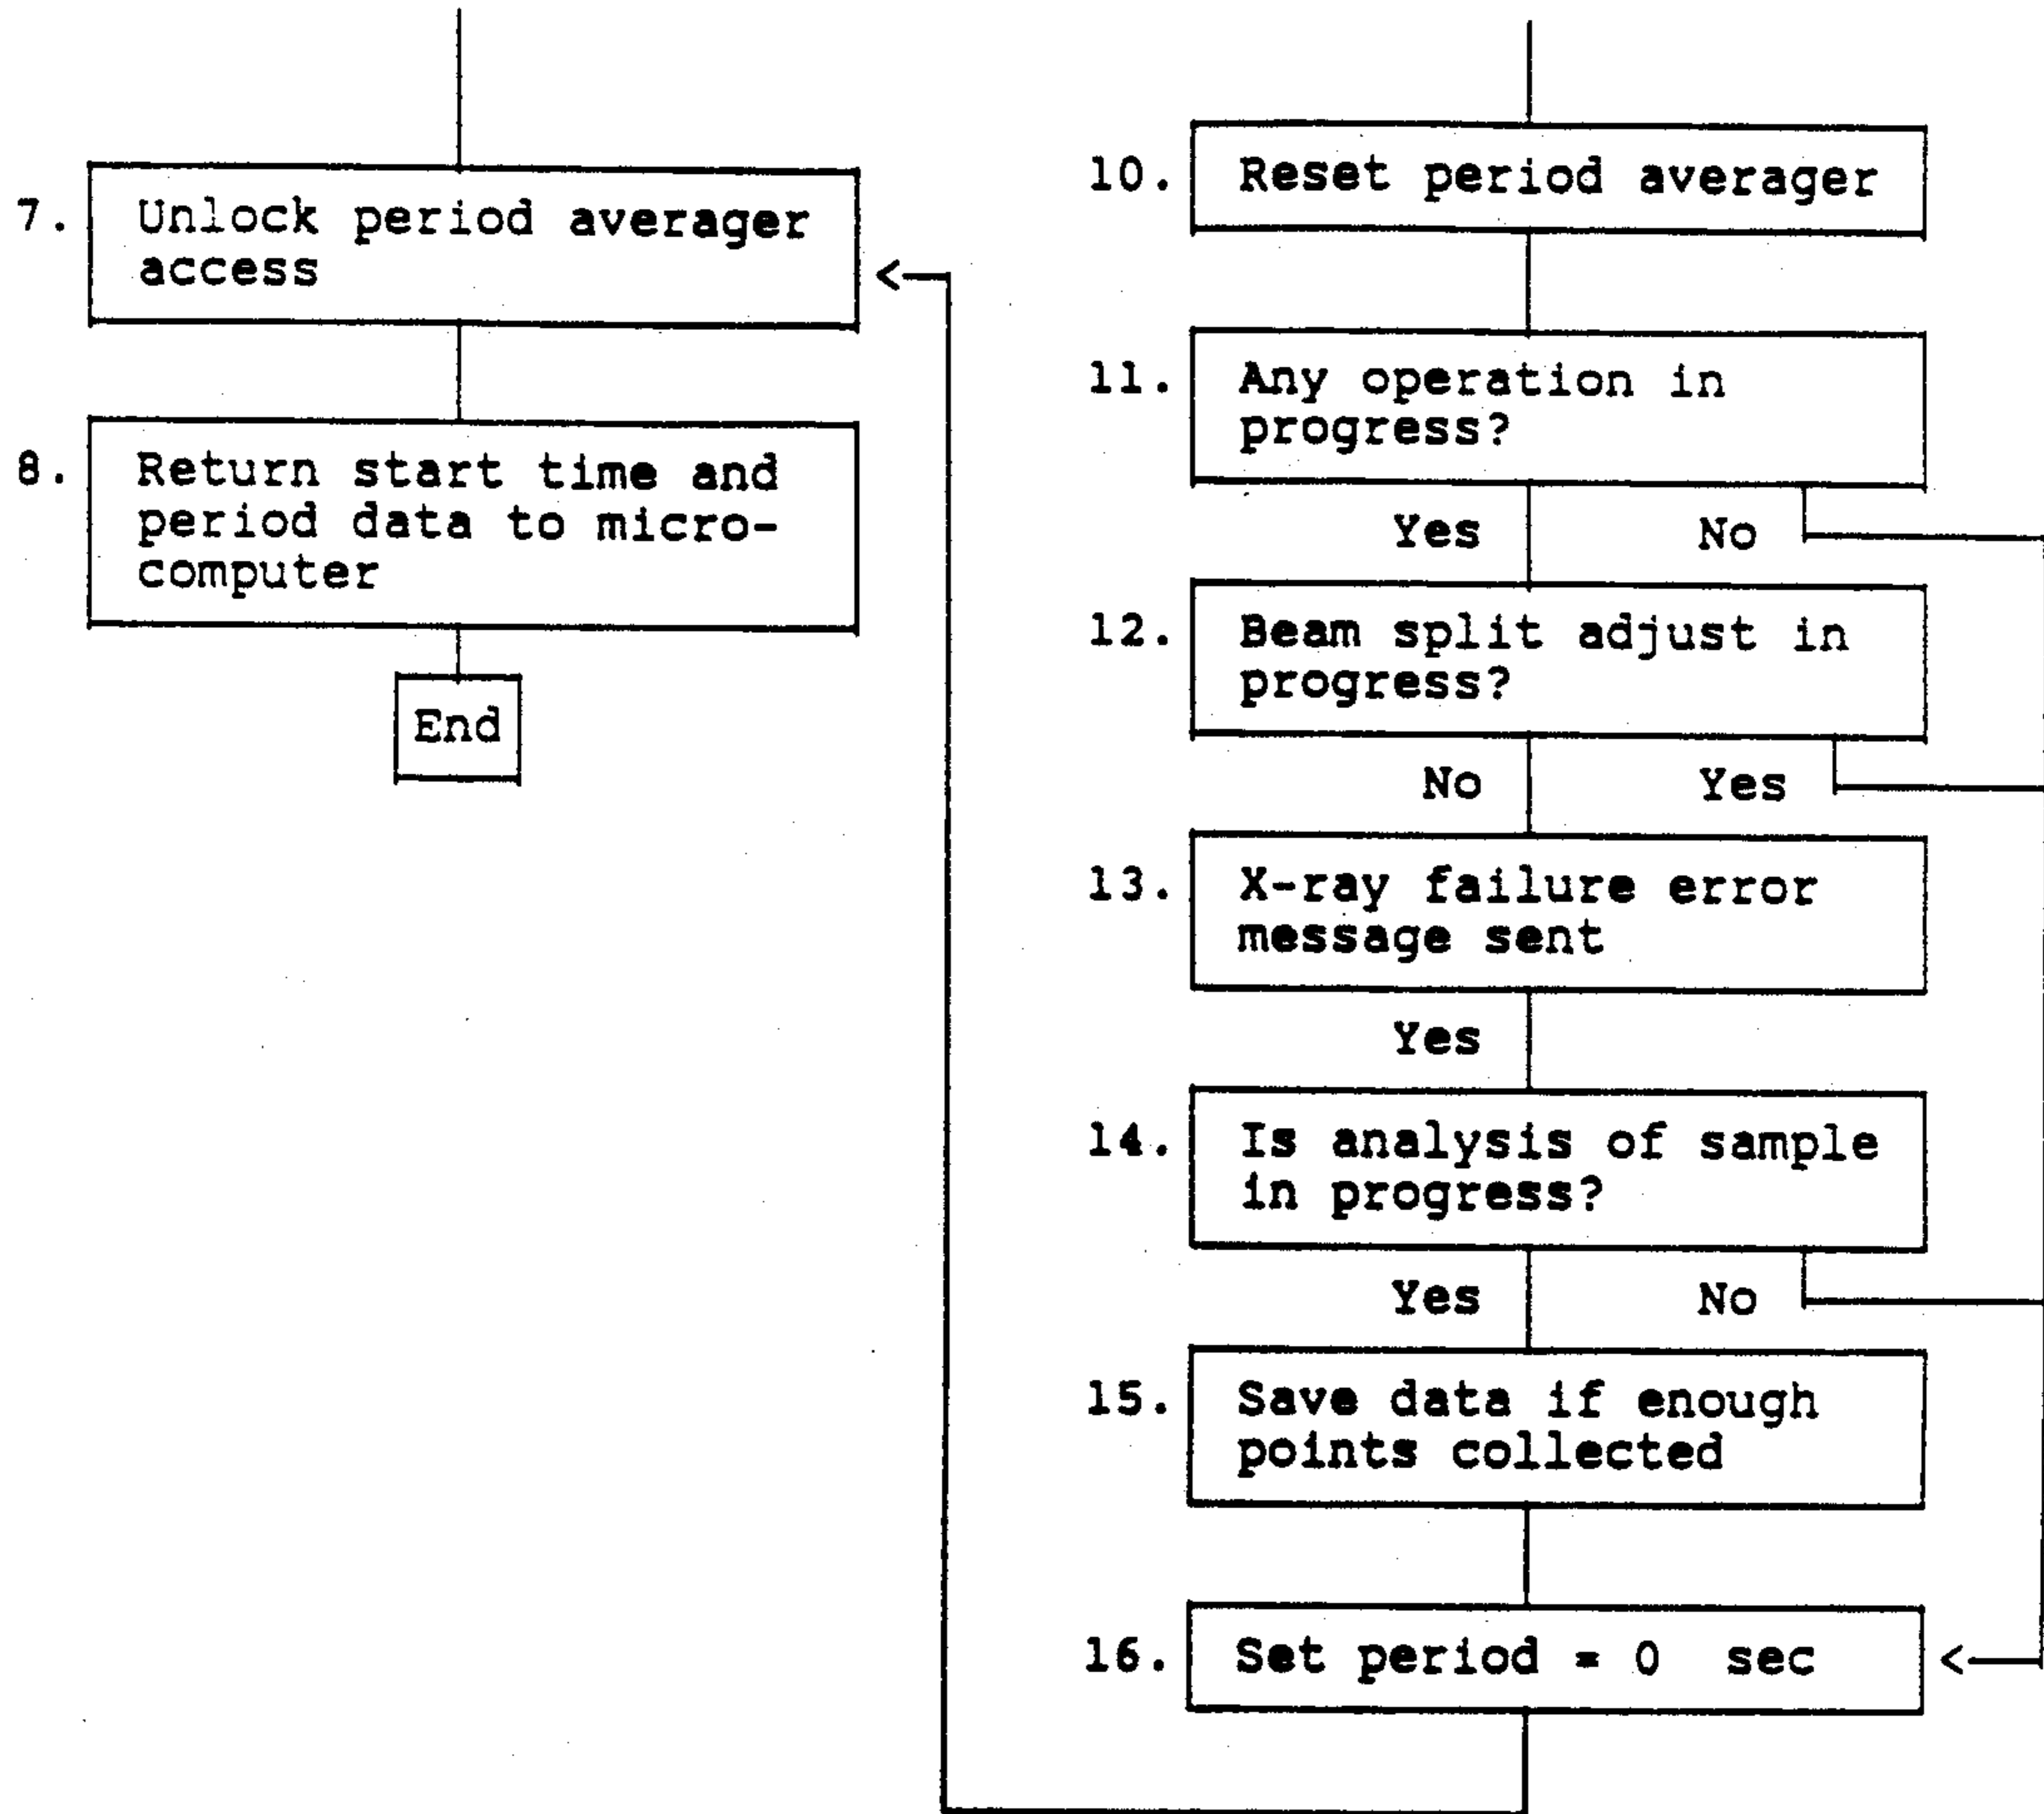 7. Unlock period averager
access
8. Return start time and
period data to micro-
computer
End
10. Reset period averager
11. Any operation in
progress?
Yes No
12. Beam split adjust in
progress?
No Yes
13. X-ray failure error
message sent
Yes
14. Is analysis of sample
in progress?
Yes No
15. Save data if enough
points collected
16. Set period = 0 sec